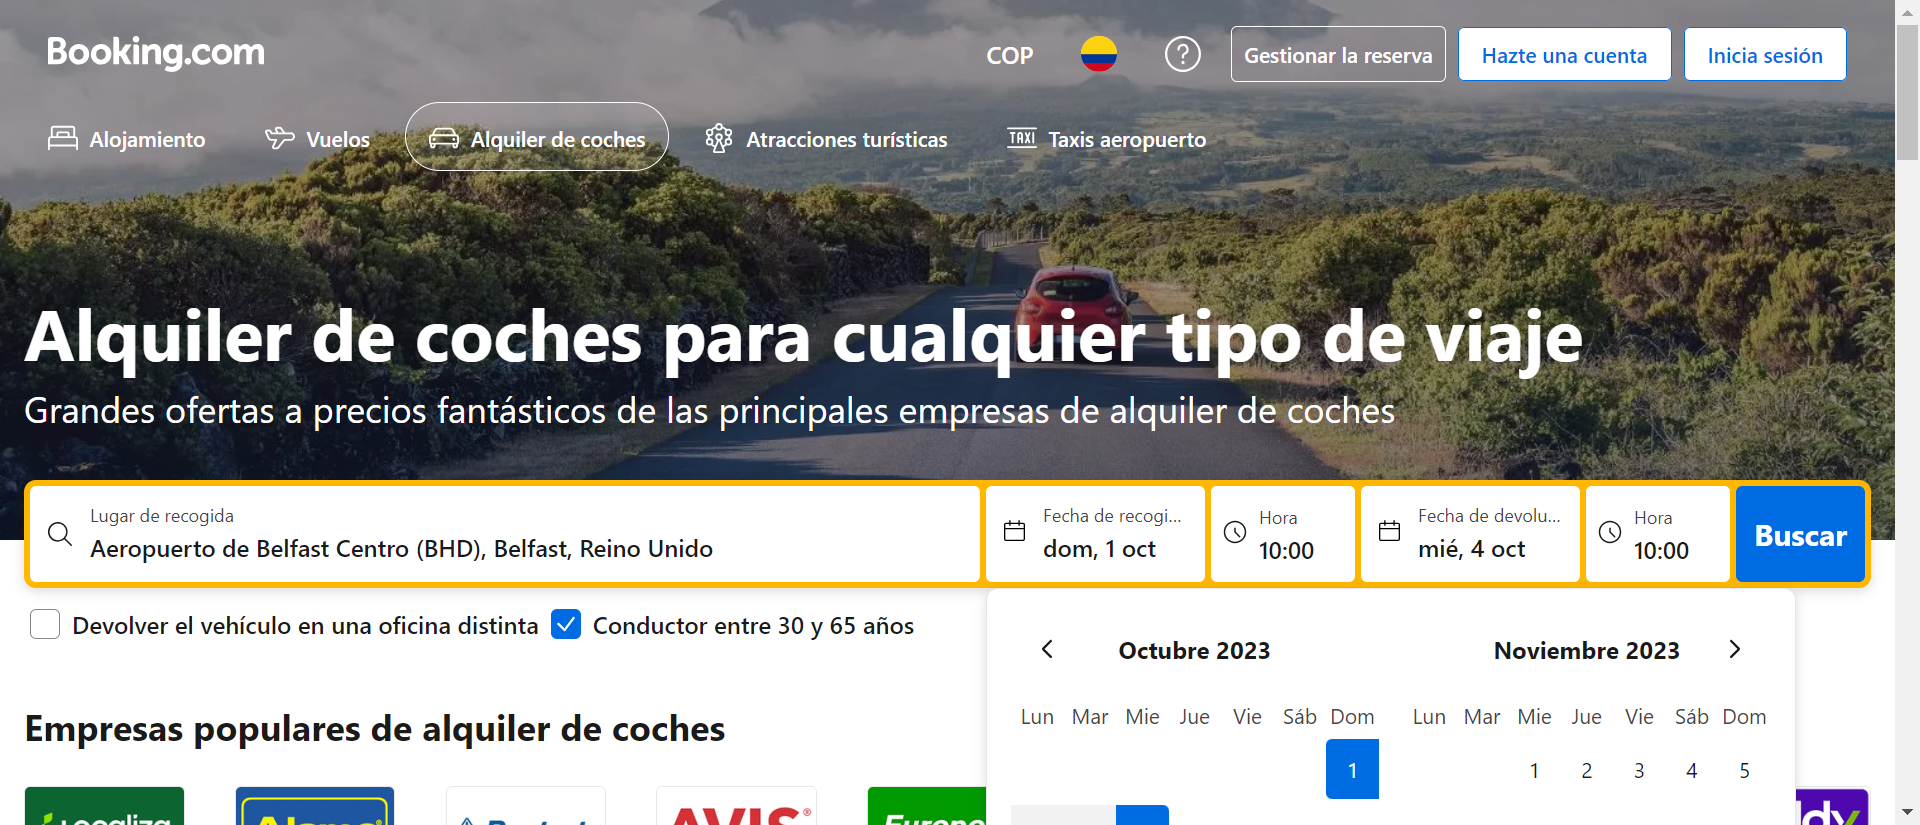 Booking.com
COP
Gestionar la reserva
Hazte una cuenta
Inicia sesión
Alojamiento
Vuelos
Alquiler de coches
Atracciones turísticas
TAXI
Taxis aeropuerto
Alquiler de coches para cualquier tipo de viaje
Grandes ofertas a precios fantásticos de las principales empresas de alquiler de coches
Lugar de recogida
Aeropuerto de Belfast Centro (BHD), Belfast, Reino Unido
Fecha de recogi...
dom, 1 oct
Hora
10:00
Fecha de devolu...
mié, 4 oct
Hora
10:00
Buscar
Devolver el vehículo en una oficina distinta
Conductor entre 30 y 65 años
Octubre 2023
Noviembre 2023
Lun Mar Mie Jue Vie Sáb Dom
Lun Mar Mie Jue Vie Sáb Dom
1
1 2 3 4 5
Empresas populares de alquiler de coches
AVIS